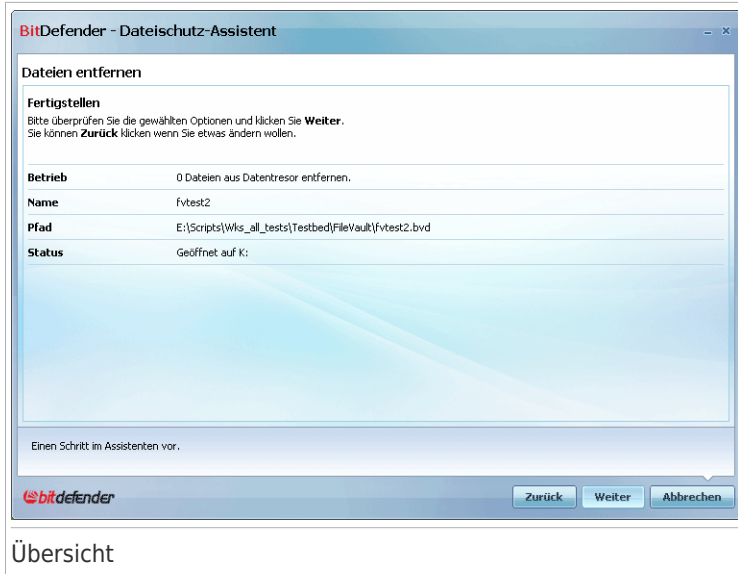 BitDefender - Dateischutz-Assistent
Dateien entfernen
Fertigstellen
Bitte überprüfen Sie die gewählten Optionen und klicken Sie Weiter.
Sie können Zurück klicken wenn Sie etwas ändern wollen.
Betrieb 0 Dateien aus Datentresor entfernen.
Name fvtest2
Pfad E:\Scripts\Wks_all_tests\Testbed\FileVault\fvtest2.bvd
Status Geöffnet auf K:
Einen Schritt im Assistenten vor.
bitdefender
Zurück Weiter Abbrechen
Übersicht